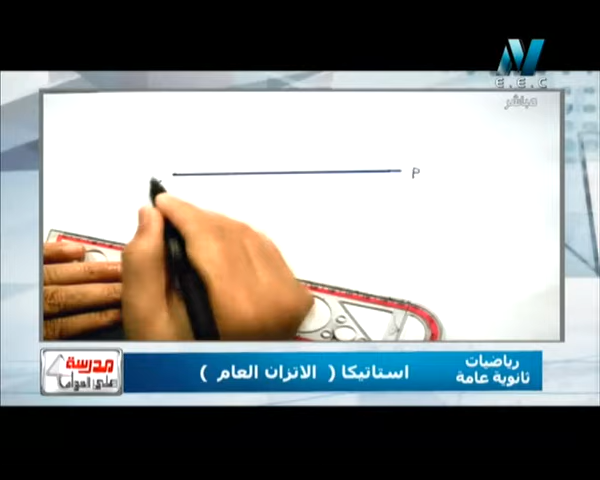 E.E.C
مباشر
P
رياضيات
ثانوية عامة
استاتيكا ( الاتزان العام )
مدرسة
على الهواء